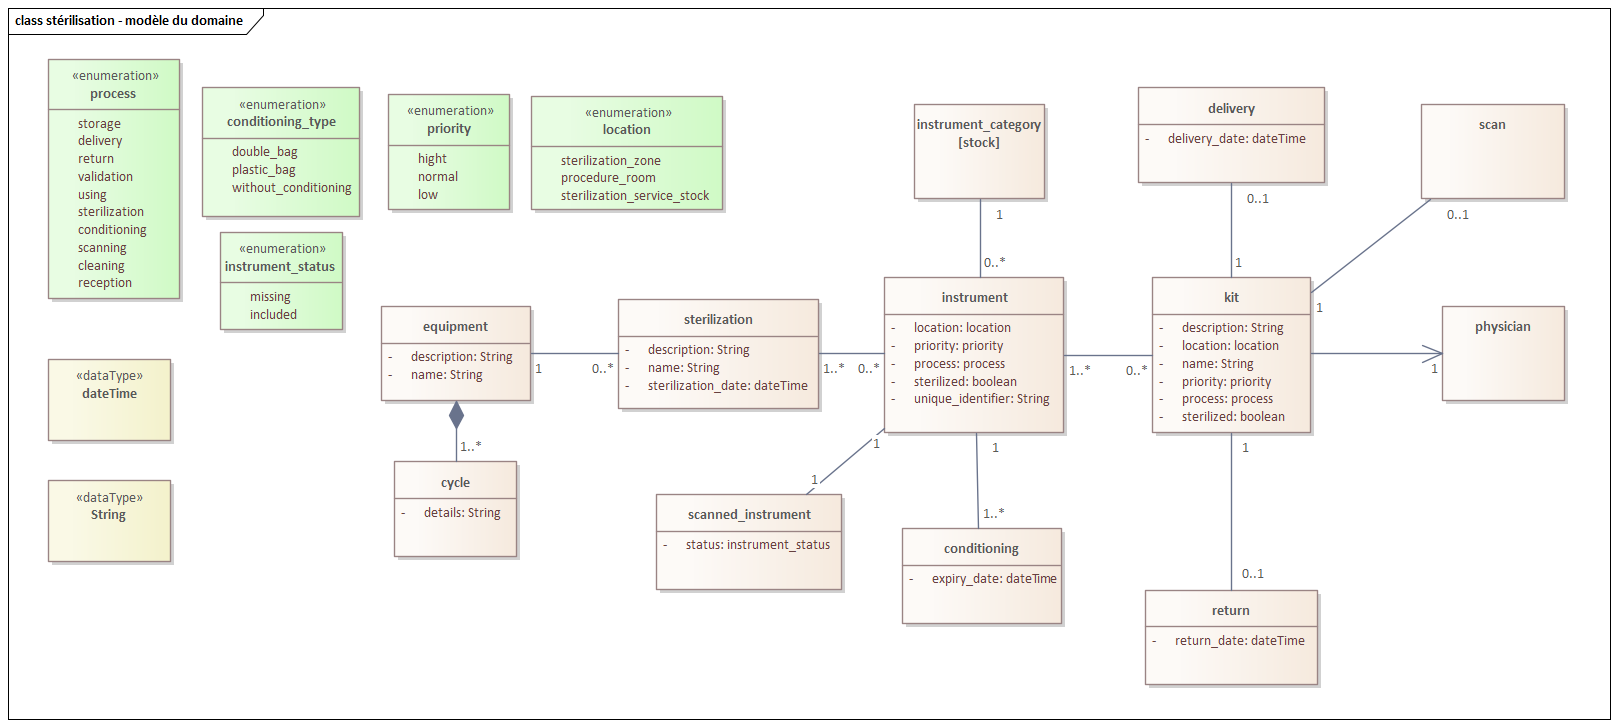 class stérilisation - modèle du domaine
«enumeration»
process
storage
delivery
return
validation
using
sterilization
conditioning
scanning
cleaning
reception
«enumeration»
conditioning_type
double_bag
plastic_bag
without_conditioning
«enumeration»
priority
hight
normal
low
«enumeration»
location
sterilization_zone
procedure_room
sterilization_service_stock
«enumeration»
instrument_status
missing
included
«dataType»
dateTime
«dataType»
String
instrument_category
[stock]
1
0..*
delivery
- delivery_date: dateTime
0..1
1
scan
0..1
1
equipment
- description: String
- name: String
1
0..*
1..*
cycle
- details: String
sterilization
- description: String
- name: String
- sterilization_date: dateTime
1..*
0..*
instrument
- location: location
- priority: priority
- process: process
- sterilized: boolean
- unique_identifier: String
1..*
0..*
kit
- description: String
- location: location
- name: String
- priority: priority
- process: process
- sterilized: boolean
physician
1
1
1
scanned_instrument
- status: instrument_status
1
1..*
conditioning
- expiry_date: dateTime
1
0..1
return
- return_date: dateTime